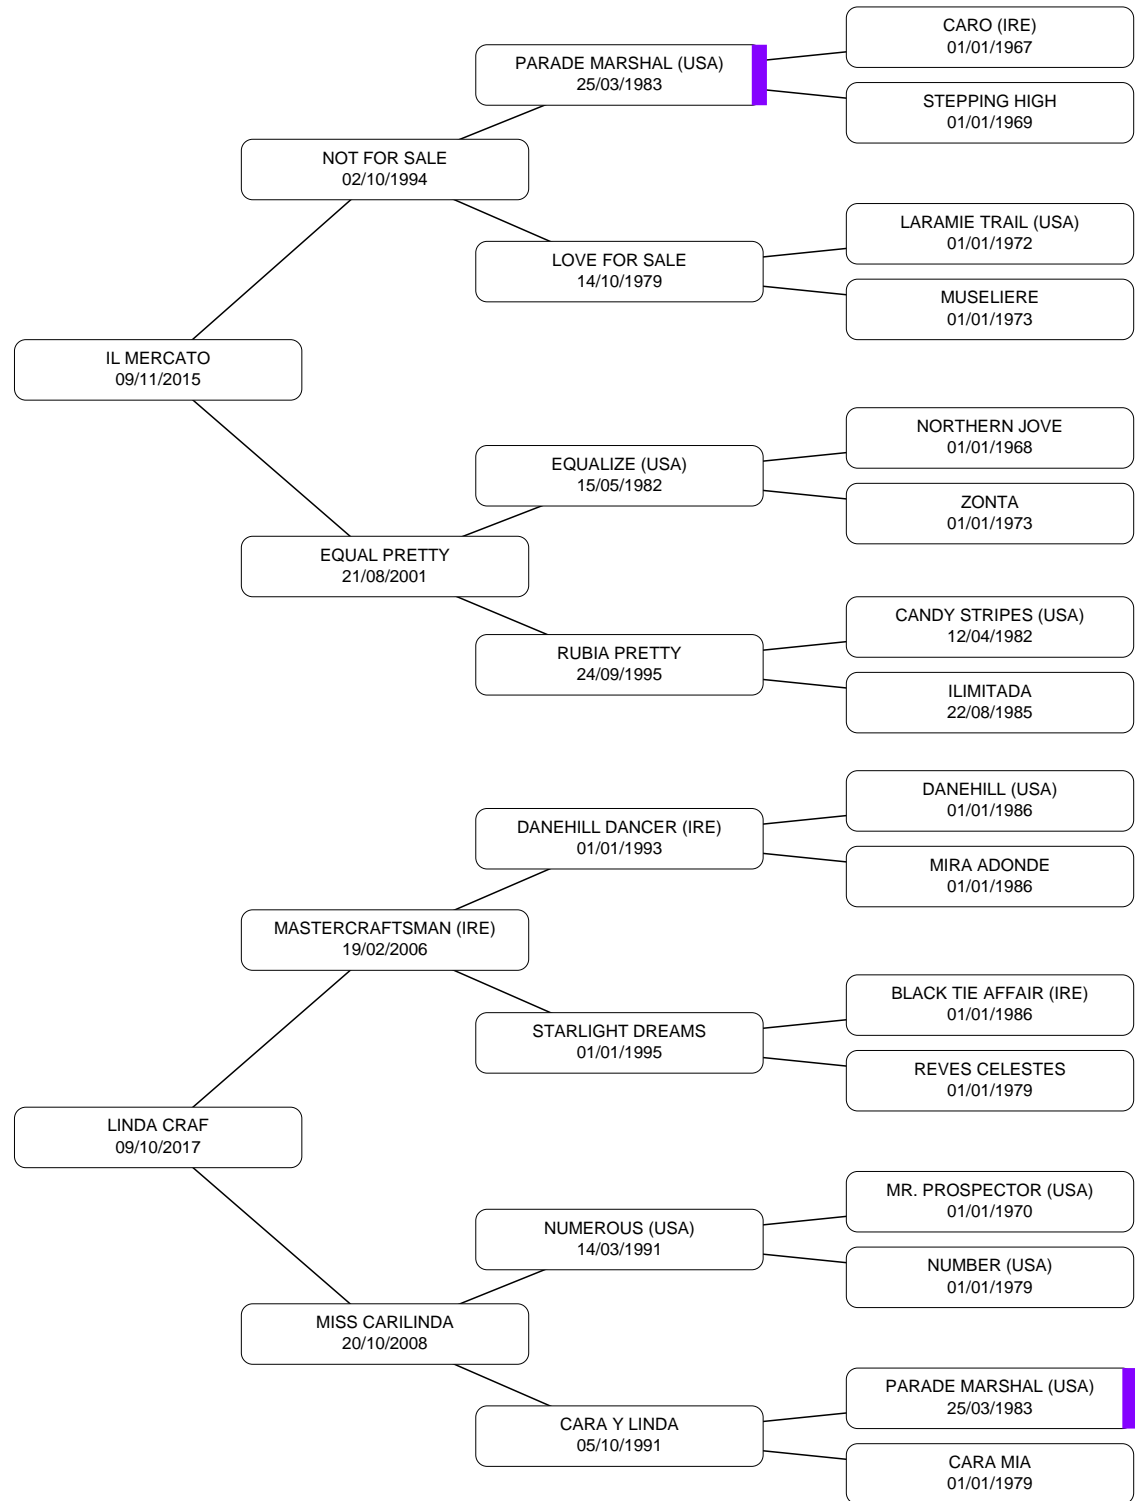 CARO (IRE)
01/01/1967
PARADE MARSHAL (USA)
25/03/1983
STEPPING HIGH
01/01/1969
NOT FOR SALE
02/10/1994
LARAMIE TRAIL (USA)
01/01/1972
LOVE FOR SALE
14/10/1979
MUSELIERE
01/01/1973
IL MERCATO
09/11/2015
NORTHERN JOVE
01/01/1968
EQUALIZE (USA)
15/05/1982
ZONTA
01/01/1973
EQUAL PRETTY
21/08/2001
CANDY STRIPES (USA)
12/04/1982
RUBIA PRETTY
24/09/1995
ILIMITADA
22/08/1985
DANEHILL (USA)
01/01/1986
DANEHILL DANCER (IRE)
01/01/1993
MIRA ADONDE
01/01/1986
MASTERCRAFTSMAN (IRE)
19/02/2006
BLACK TIE AFFAIR (IRE)
01/01/1986
STARLIGHT DREAMS
01/01/1995
REVES CELESTES
01/01/1979
LINDA CRAF
09/10/2017
MR. PROSPECTOR (USA)
01/01/1970
NUMEROUS (USA)
14/03/1991
NUMBER (USA)
01/01/1979
MISS CARILINDA
20/10/2008
PARADE MARSHAL (USA)
25/03/1983
CARA Y LINDA
05/10/1991
CARA MIA
01/01/1979